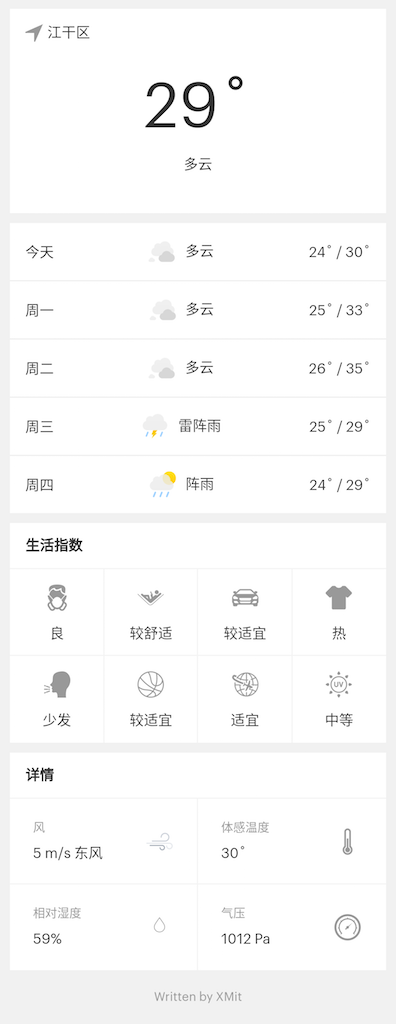 江干区
29°
多云
今天 多云 24° / 30°
周一 多云 25° / 33°
周二 多云 26° / 35°
周三 雷阵雨 25° / 29°
周四 阵雨 24° / 29°
生活指数
良 较舒适 较适宜 热
UV
少发 较适宜 适宜 中等
详情
风 体感温度
5 m/s 东风 30°
相对湿度 气压
59% 1012 Pa
Written by XMit